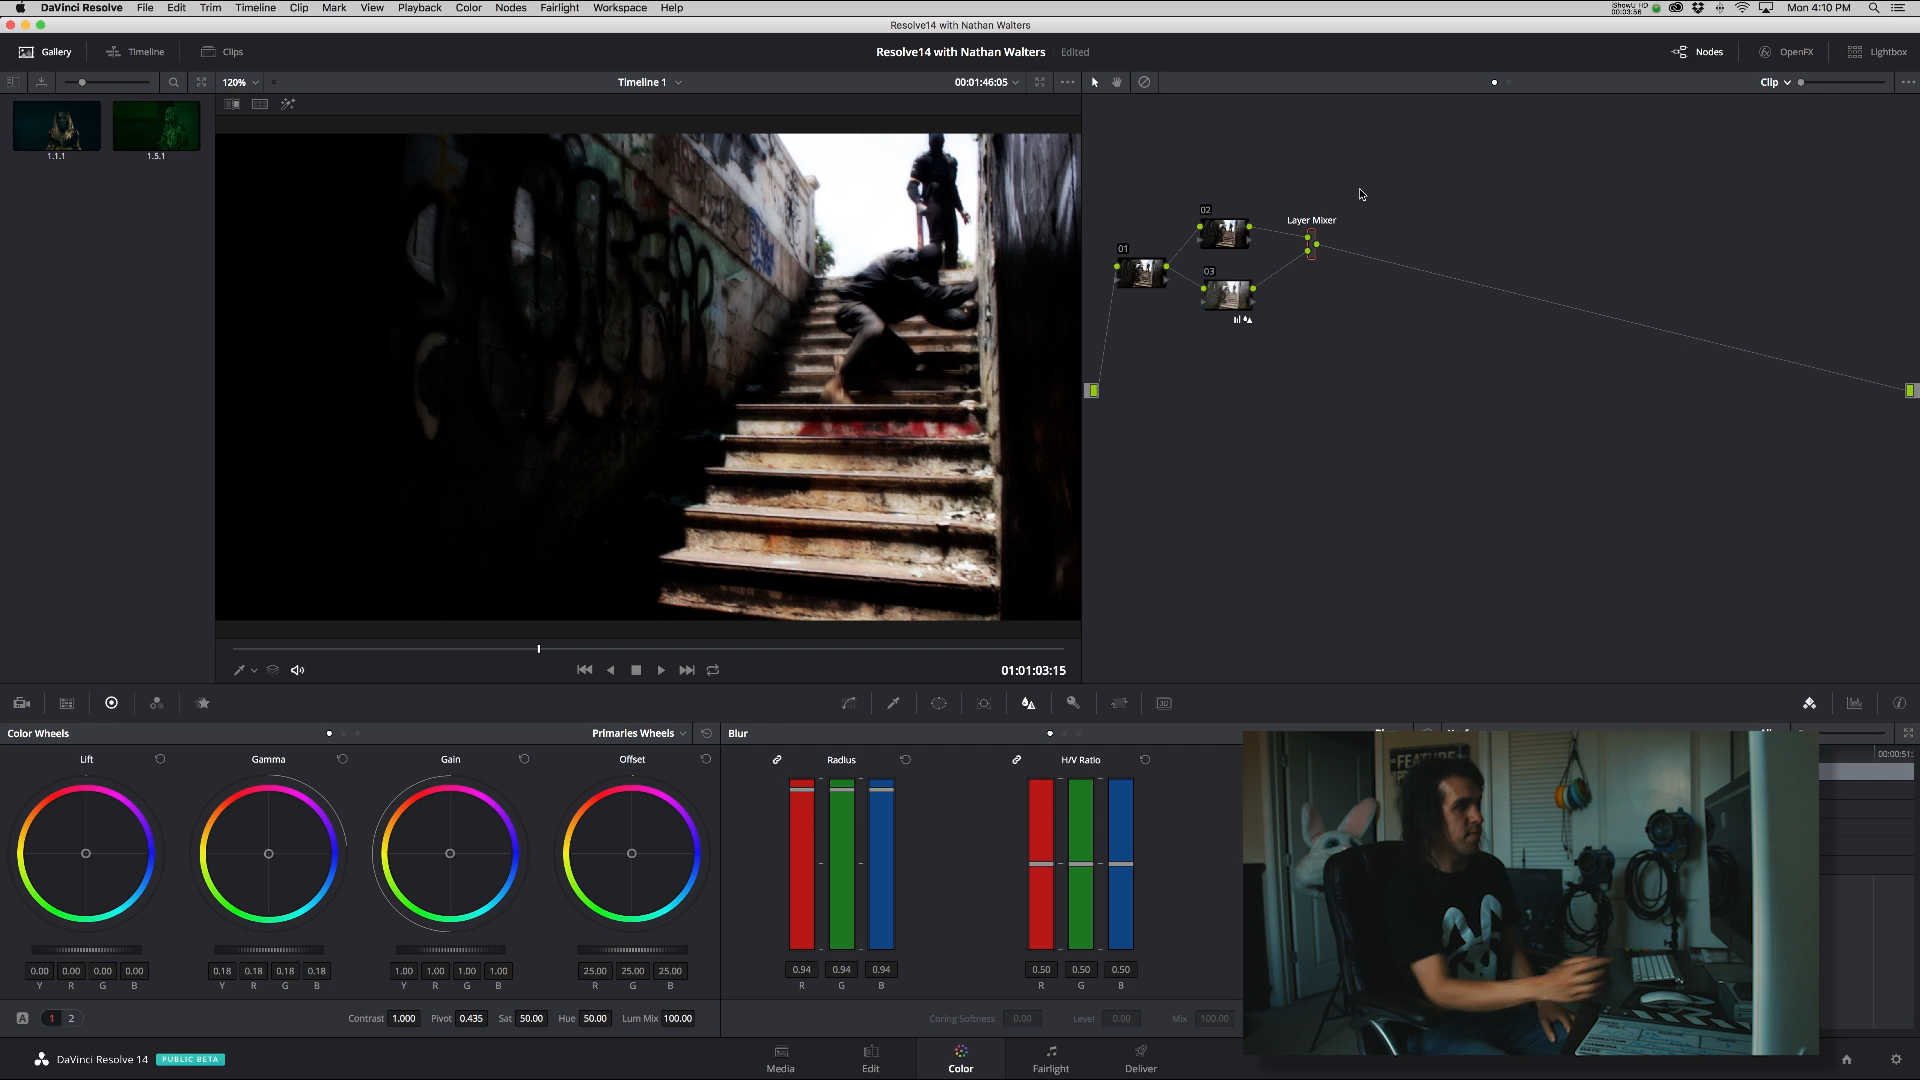 DaVinci Resolve File Edit Trim Timeline Clip Mark View Playback Color Nodes Fairlight Workspace Help
iShowU HD
00:03:56
Mon 4:10 PM
Resolve14 with Nathan Walters
Gallery Timeline Clips
Resolve14 with Nathan Walters Edited
Nodes OpenFX Lightbox
120%
Timeline 1
00:01:46:05
Clip
1.1.1
1.5.1
01
02
03
Layer Mixer
01:01:03:15
Color Wheels
Primaries Wheels
Blur
Lift
Gamma
Gain
Offset
Radius
H/V Ratio
00:00:51:
0.00 0.00 0.00 0.00
Y R G B
0.18 0.18 0.18 0.18
Y R G B
1.00 1.00 1.00 1.00
Y R G B
25.00 25.00 25.00
R G B
0.94 0.94 0.94
R G B
0.50 0.50 0.50
R G B
A 1 2
Contrast 1.000 Pivot 0.435 Sat 50.00 Hue 50.00 Lum Mix 100.00
Coring Softness 0.00 Level 0.00 Mix 100.00
DaVinci Resolve 14 PUBLIC BETA
Media Edit Color Fairlight Deliver
3D
FEATURE